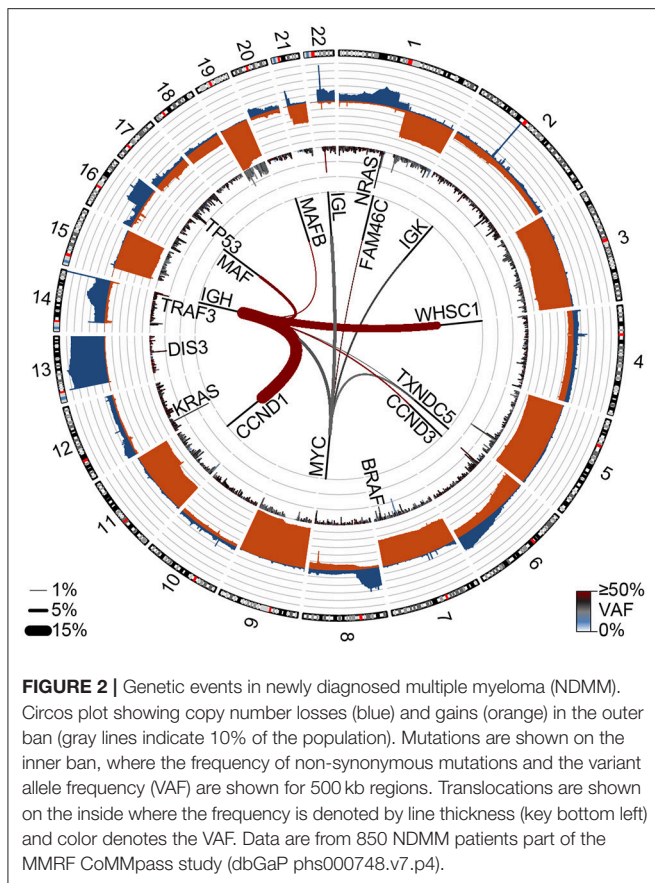 22
1
2
3
4
5
6
7
8
9
10
11
12
13
14
15
16
17
18
19
20
21
NRAS
FAM46C
IGK
WHSC1
TXNDC5
CCND3
BRAF
MYC
CCND1
KRAS
DIS3
TRAF3
IGH
MAF
TP53
MAFB
IGL
1%
5%
15%
≥50%
VAF
0%
FIGURE 2 | Genetic events in newly diagnosed multiple myeloma (NDMM).
Circos plot showing copy number losses (blue) and gains (orange) in the outer
ban (gray lines indicate 10% of the population). Mutations are shown on the
inner ban, where the frequency of non-synonymous mutations and the variant
allele frequency (VAF) are shown for 500 kb regions. Translocations are shown
on the inside where the frequency is denoted by line thickness (key bottom left)
and color denotes the VAF. Data are from 850 NDMM patients part of the
MMRF CoMMpass study (dbGaP phs000748.v7.p4).